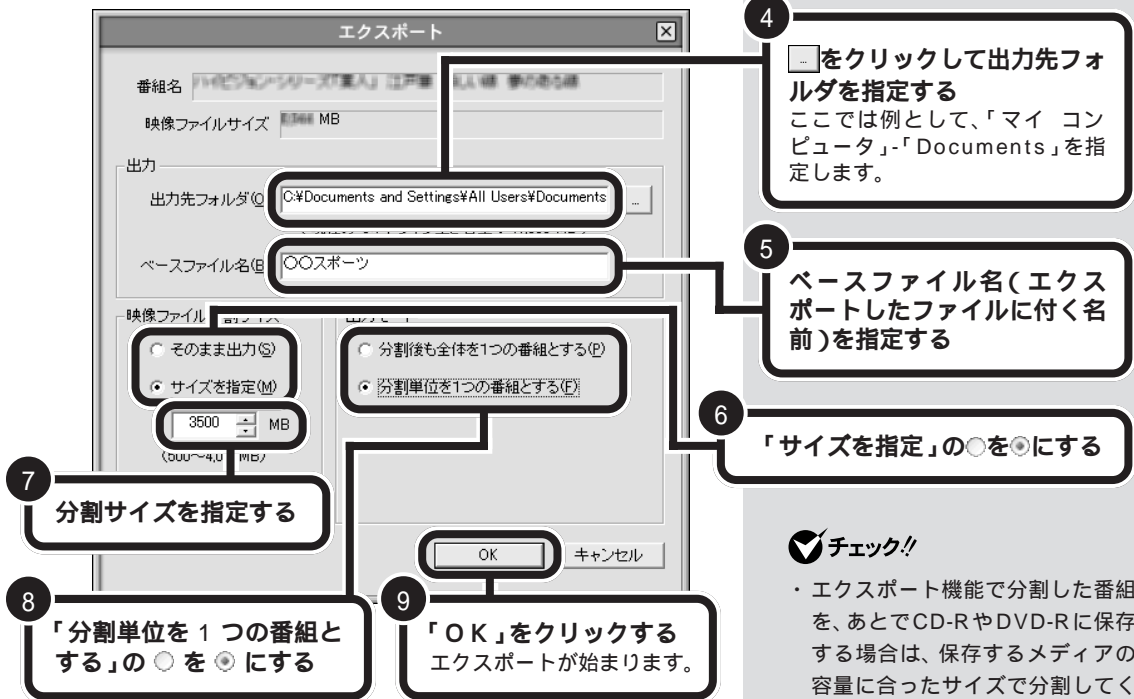 エクスポート
番組名
映像ファイルサイズ MB
出力
出力先フォルダ(O
C:¥Documents and Settings¥All Users¥Documents
...
ベースファイル名(B
〇〇スポーツ
映像ファイル
そのまま出力(S)
サイズを指定(M)
3500 MB
出力モード
分割後も全体を1つの番組とする(P)
分割単位を1つの番組とする(F)
OK
キャンセル
4
...をクリックして出力先フォ
ルダを指定する
ここでは例として、「マイ コン
ピュータ」-「Documents」を指
定します。
5
ベースファイル名(エクス
ポートしたファイルに付く名
前)を指定する
6
「サイズを指定」の○を◉にする
7
分割サイズを指定する
8
「分割単位を 1 つの番組と
する」の ○ を ◉ にする
9
「OK」をクリックする
エクスポートが始まります。
チェック!!
・エクスポート機能で分割した番組
を、あとでCD-RやDVD-Rに保存
する場合は、保存するメディアの
容量に合ったサイズで分割してく